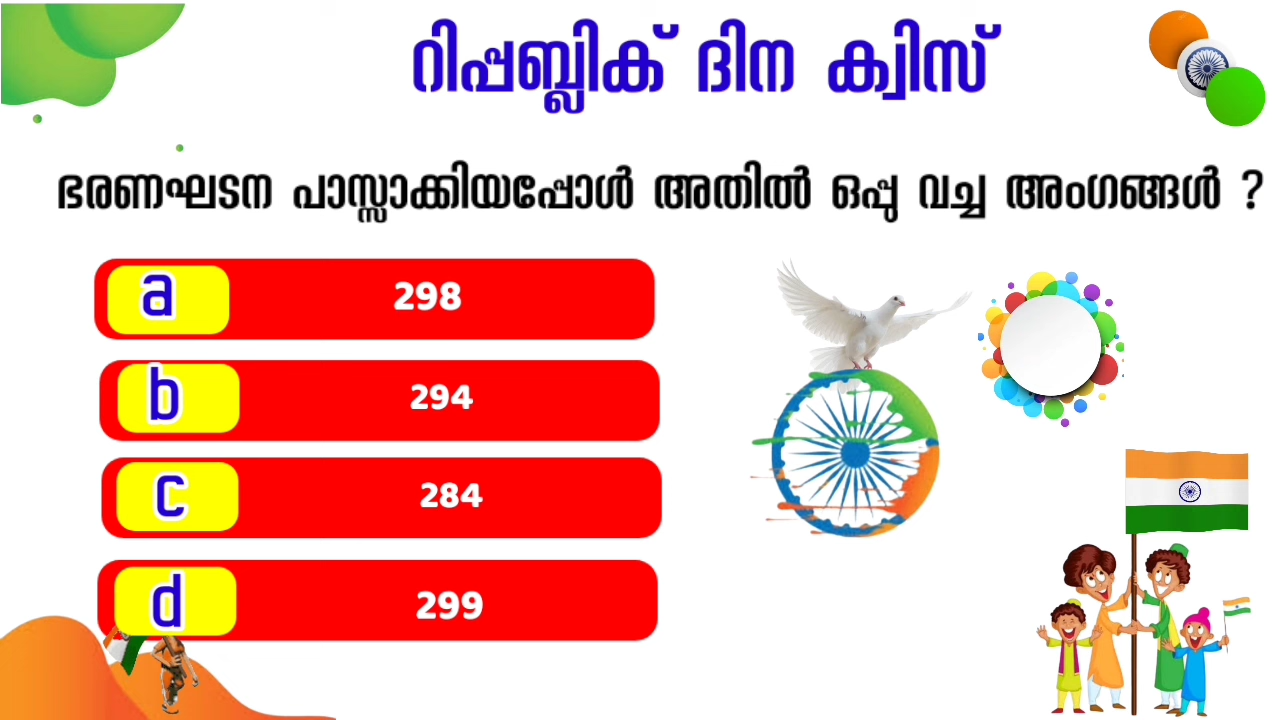 റിപ്പബ്ലിക് ദിന ക്വിസ്
ഭരണഘടന പാസ്സാക്കിയപ്പോൾ അതിൽ ഒപ്പു വച്ച അംഗങ്ങൾ ?
a 298
b 294
c 284
d 299